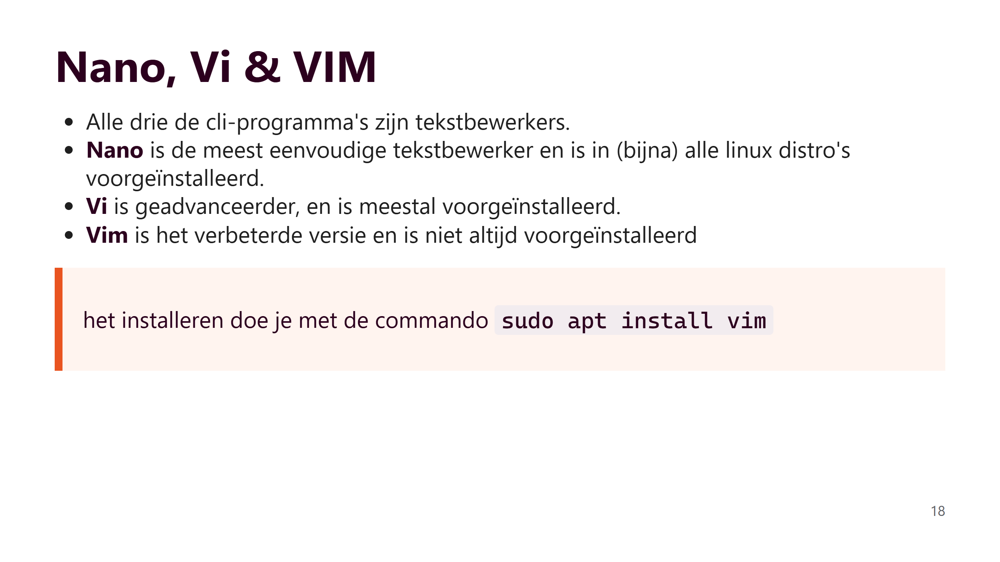 Nano, Vi & VIM
• Alle drie de cli-programma's zijn tekstbewerkers.
• Nano is de meest eenvoudige tekstbewerker en is in (bijna) alle linux distro's
voorgeïnstalleerd.
• Vi is geadvanceerder, en is meestal voorgeïnstalleerd.
• Vim is het verbeterde versie en is niet altijd voorgeïnstalleerd
het installeren doe je met de commando sudo apt install vim
18